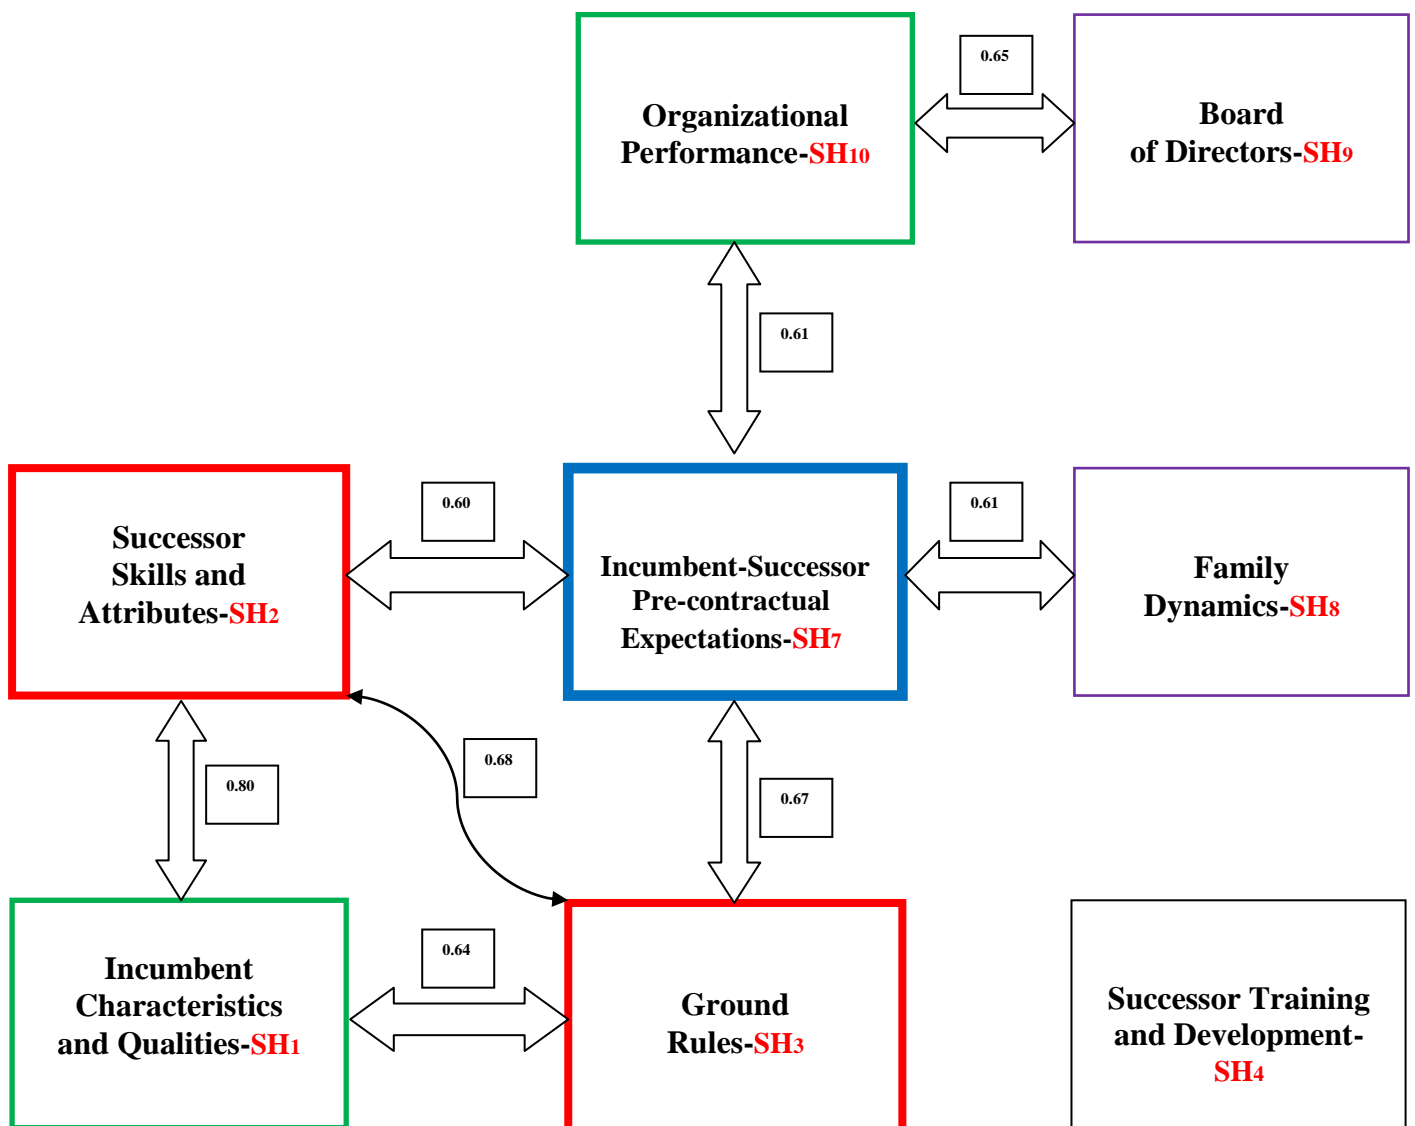 0.65
Organizational
Performance-SH10
Board
of Directors-SH9
0.61
0.60
0.61
Successor
Skills and
Attributes-SH2
Incumbent-Successor
Pre-contractual
Expectations-SH7
Family
Dynamics-SH8
0.68
0.80
0.67
0.64
Incumbent
Characteristics
and Qualities-SH1
Ground
Rules-SH3
Successor Training
and Development-
SH4